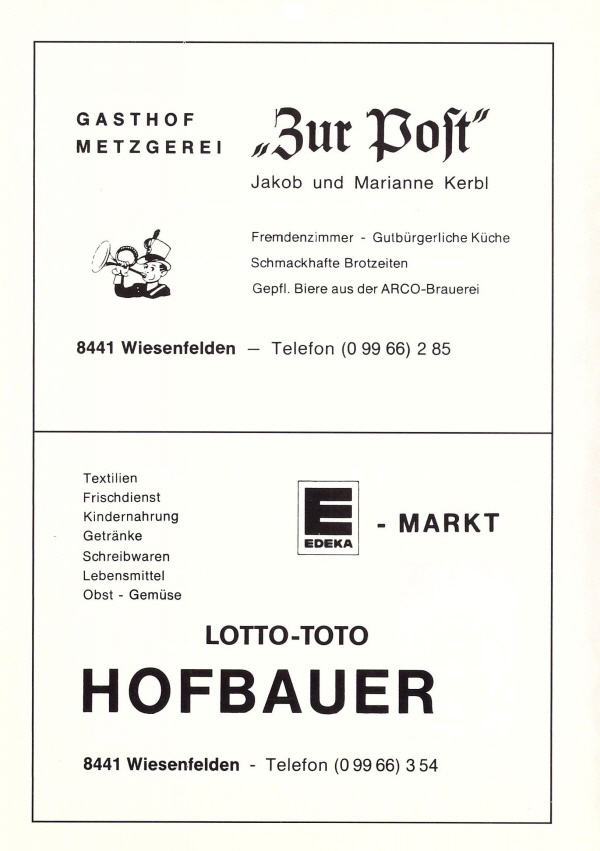 GASTHOF
METZGEREI
„Zur Poſt“
Jakob und Marianne Kerbl
Fremdenzimmer - Gutbürgerliche Küche
Schmackhafte Brotzeiten
Gepfl. Biere aus der ARCO-Brauerei
8441 Wiesenfelden — Telefon (0 99 66) 2 85
Textilien
Frischdienst
Kindernahrung
Getränke
Schreibwaren
Lebensmittel
Obst - Gemüse
E
EDEKA
- MARKT
LOTTO-TOTO
HOFBAUER
8441 Wiesenfelden - Telefon (0 99 66) 3 54